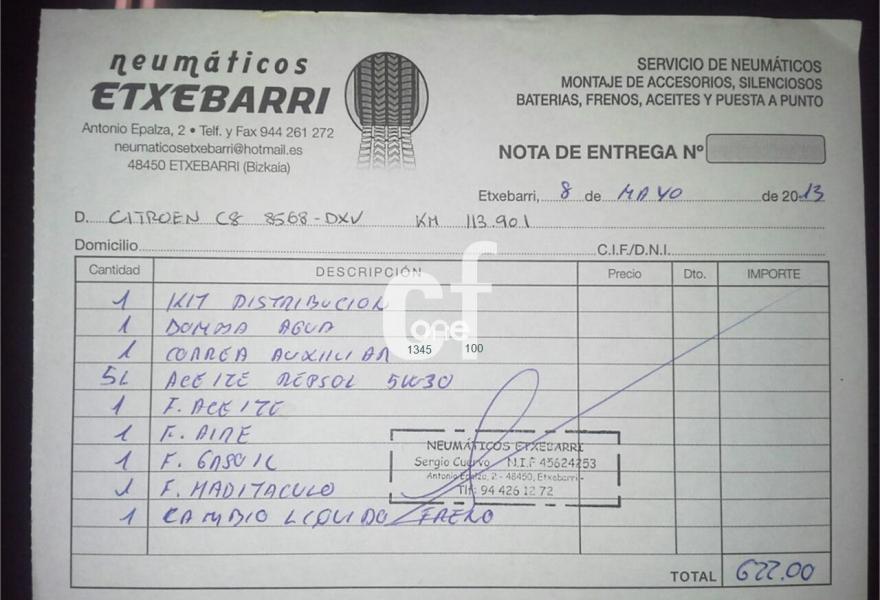 neumáticos
ETXEBARRI
Antonio Epalza, 2 • Telf. y Fax 944 261 272
neumaticosetxebarri@hotmail.es
48450 ETXEBARRI (Bizkaia)
SERVICIO DE NEUMÁTICOS
MONTAJE DE ACCESORIOS, SILENCIOSOS
BATERIAS, FRENOS, ACEITES Y PUESTA A PUNTO
NOTA DE ENTREGA Nº
Etxebarri, 8 de MAYO de 2013
D. CITROEN C8 8568-DXV KM 113.901
Domicilio C.I.F./D.N.I.
Cantidad DESCRIPCIÓN Precio Dto. IMPORTE
1 KIT DISTRIBUCION
1 BOMBA AGUA
1 CORREA AUXILIAR
5L ACEITE REPSOL 5W30
1 F. ACEITE
1 F. AIRE
1 F. GASOIL
1 F. HABITACULO
1 CAMBIO LIQUIDO FRENO
cf
one
1345 100
NEUMÁTICOS ETXEBARRI
Sergio Cuervo N.I.F 45624253
Antonio Epalza, 2 - 48450, Etxebarri -
Tlf: 94 426 12 72
TOTAL 622.00